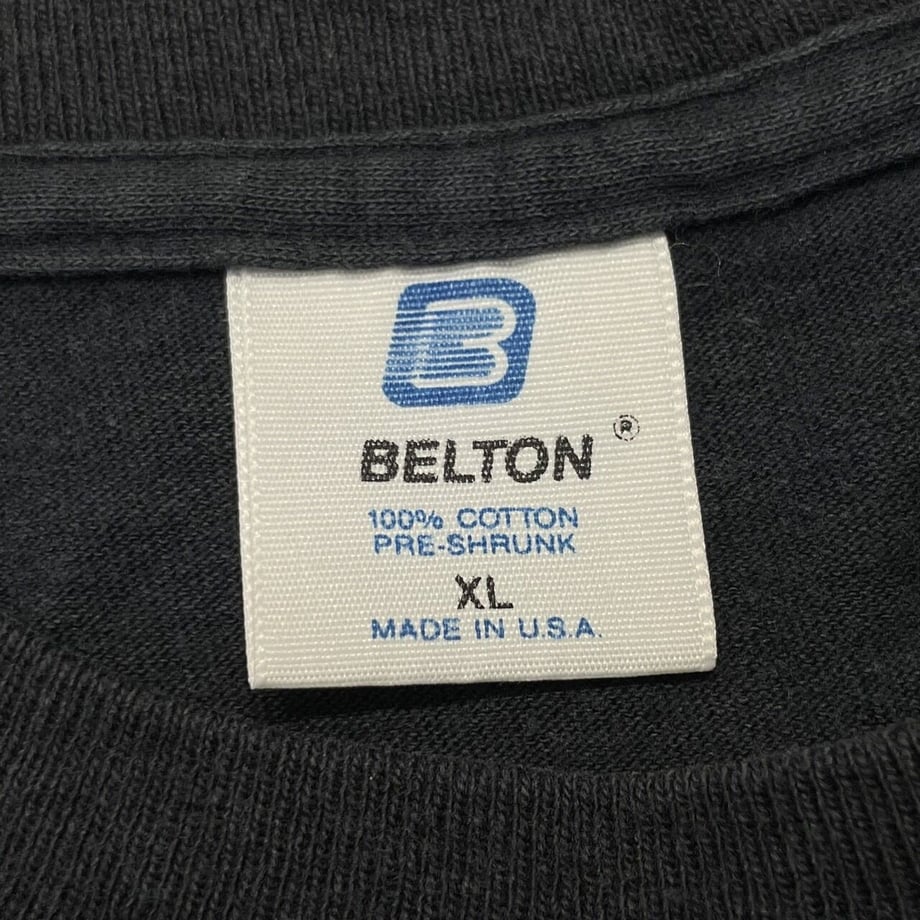 B
BELTON ®
100% COTTON
PRE-SHRUNK
XL
MADE IN U.S.A.